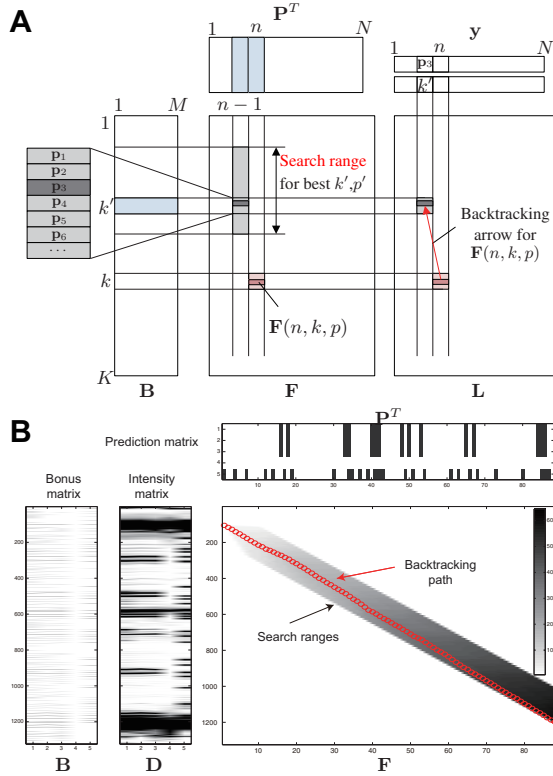 A
P^T
1 n N
y
1 n N
p3
k′
1 M
n − 1
1
p1
p2
p3
p4
p5
p6
...
Search range
for best k′,p′
k′
Backtracking
arrow for
F(n, k, p)
k
F(n, k, p)
K
B F L
B
P^T
Prediction matrix
1
2
3
4
5
10 20 30 40 50 60 70 80
Bonus
matrix
Intensity
matrix
200
400
600
800
1000
1200
1 2 3 4 5
B
1 2 3 4 5
D
200
400
600
800
1000
1200
Backtracking
path
Search ranges
60
50
40
30
20
10
10 20 30 40 50 60 70 80
F